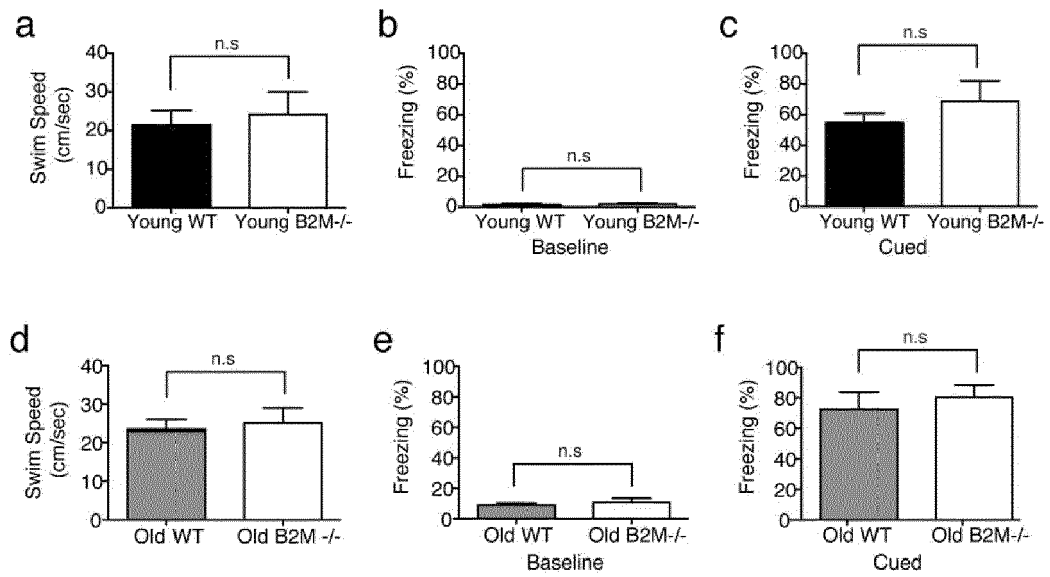 a
Swim Speed
(cm/sec)
40
30
20
10
0
n.s
Young WT
Young B2M-/-
b
Freezing (%)
100
80
60
40
20
0
n.s
Young WT
Young B2M-/-
Baseline
c
Freezing (%)
100
80
60
40
20
0
n.s
Young WT
Young B2M-/-
Cued
d
Swim Speed
(cm/sec)
40
30
20
10
0
n.s
Old WT
Old B2M -/-
e
Freezing (%)
100
80
60
40
20
0
n.s
Old WT
Old B2M-/-
Baseline
f
Freezing (%)
100
80
60
40
20
0
n.s
Old WT
Old B2M-/-
Cued